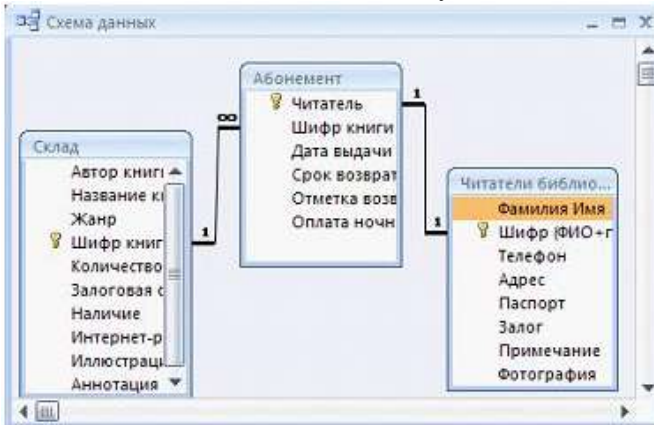 Схема данных
Абонемент
Читатель
Шифр книги
Дата выдачи
Срок возврат
Отметка возв
Оплата ночн
Склад
Автор книги
Название кн
Жанр
Шифр книг
Количество
Залоговая с
Наличие
Интернет-р
Иллюстраци
Аннотация
Читатели библио...
Фамилия Имя
Шифр (ФИО+г
Телефон
Адрес
Паспорт
Залог
Примечание
Фотография
∞
1
1
1